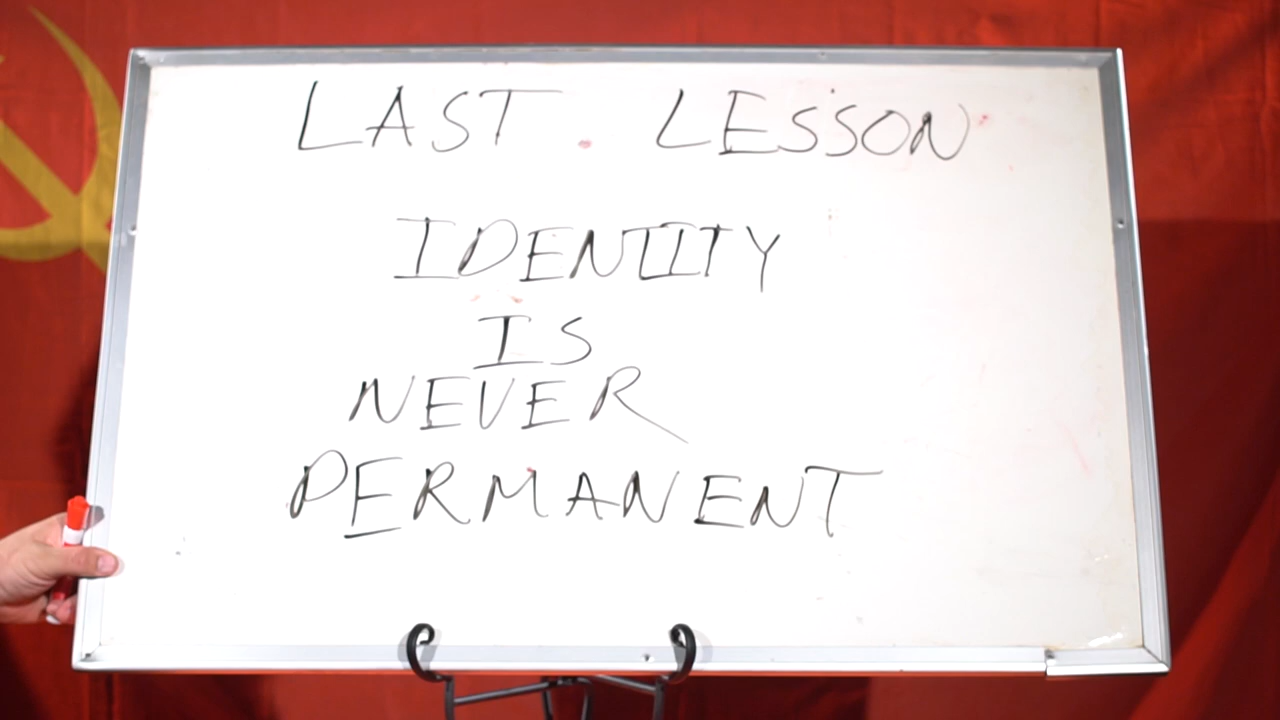 LAST . LESSON
IDENTITY
IS
NEVER
PERMANENT